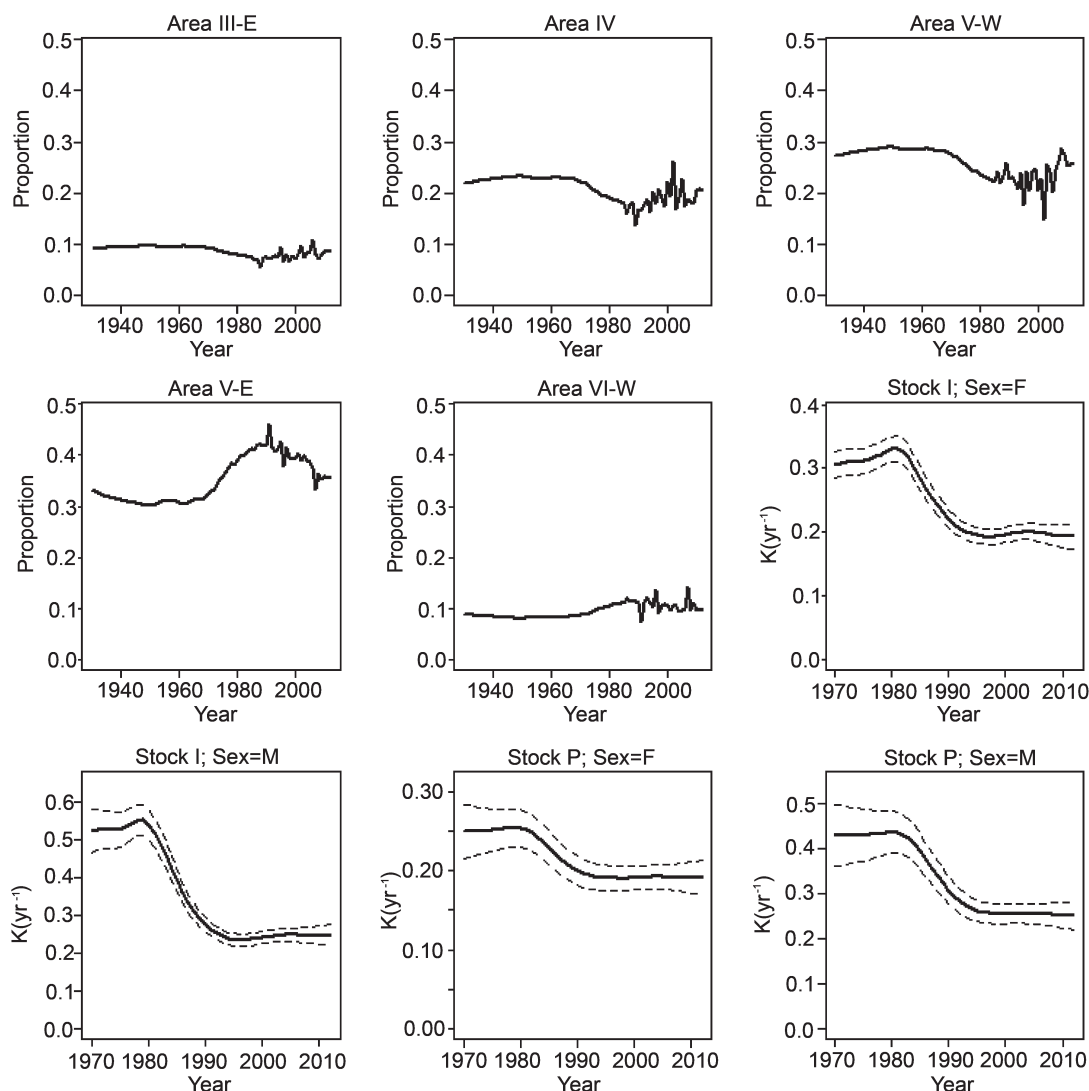 Area III-E
Area IV
Area V-W
0.5
0.4
0.3
0.2
0.1
0.0
Proportion
1940 1960 1980 2000
Year
0.5
0.4
0.3
0.2
0.1
0.0
Proportion
1940 1960 1980 2000
Year
0.5
0.4
0.3
0.2
0.1
0.0
Proportion
1940 1960 1980 2000
Year
Area V-E
Area VI-W
Stock I; Sex=F
0.5
0.4
0.3
0.2
0.1
0.0
Proportion
1940 1960 1980 2000
Year
0.5
0.4
0.3
0.2
0.1
0.0
Proportion
1940 1960 1980 2000
Year
0.4
0.3
0.2
0.1
0.0
K(yr⁻¹)
1970 1980 1990 2000 2010
Year
Stock I; Sex=M
Stock P; Sex=F
Stock P; Sex=M
0.6
0.5
0.4
0.3
0.2
0.1
0.0
K(yr⁻¹)
1970 1980 1990 2000 2010
Year
0.30
0.20
0.10
0.00
K(yr⁻¹)
1970 1980 1990 2000 2010
Year
0.5
0.4
0.3
0.2
0.1
0.0
K(yr⁻¹)
1970 1980 1990 2000 2010
Year